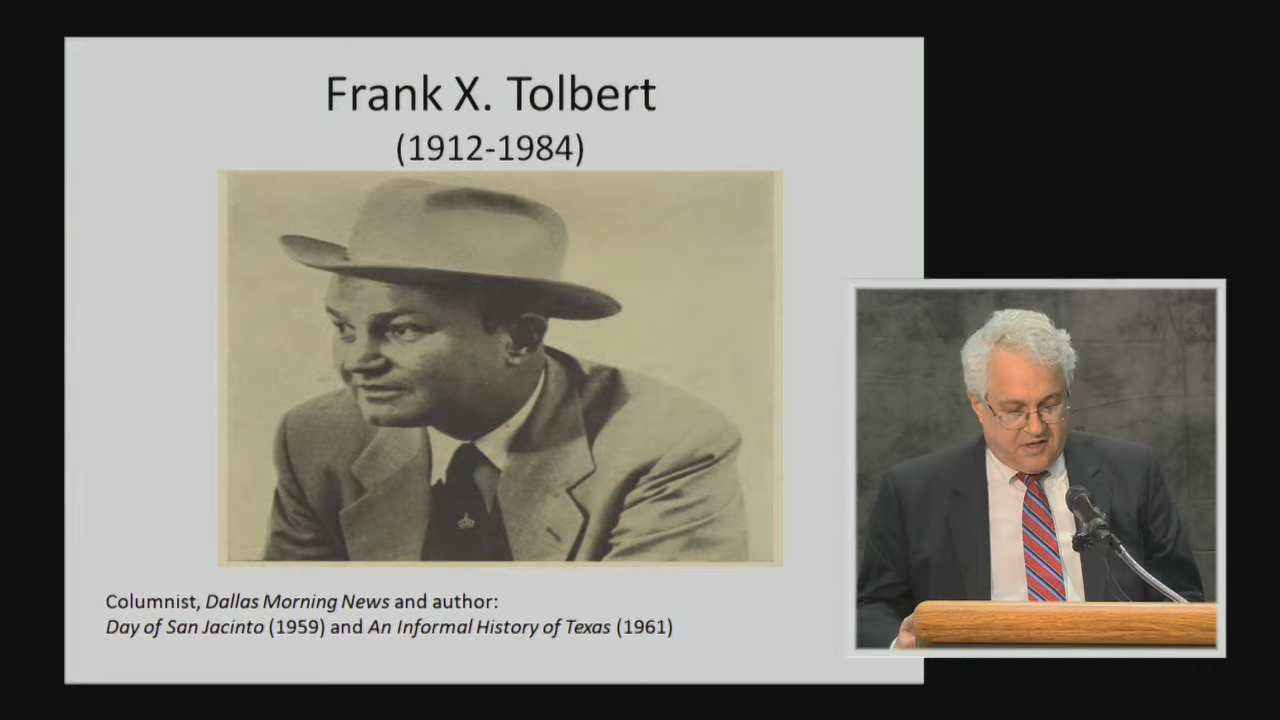 Frank X. Tolbert
(1912-1984)
Columnist, Dallas Morning News and author:
Day of San Jacinto (1959) and An Informal History of Texas (1961)